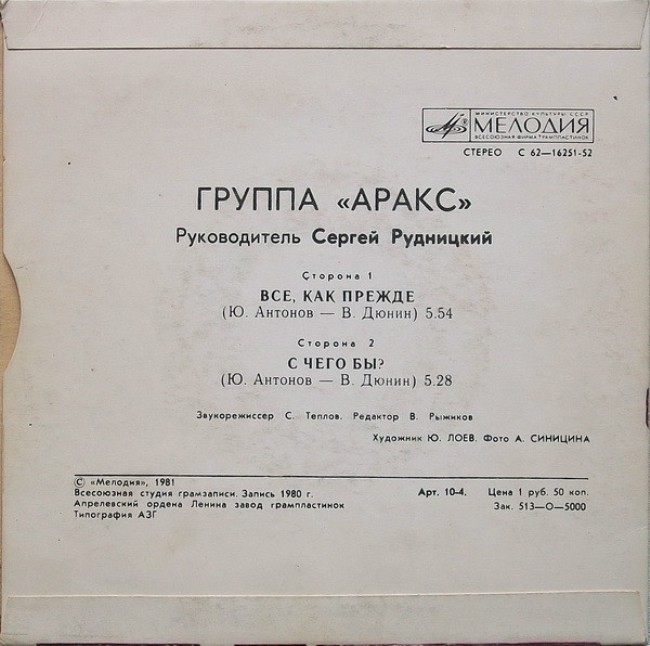 МИНИСТЕРСТВО КУЛЬТУРЫ СССР
МЕЛОДИЯ
ВСЕСОЮЗНАЯ ФИРМА ГРАМПЛАСТИНОК
СТЕРЕО С 62—16251-52
ГРУППА «АРАКС»
Руководитель Сергей Рудницкий
Сторона 1
ВСЕ, КАК ПРЕЖДЕ
(Ю. Антонов — В. Дюнин) 5.54
Сторона 2
С ЧЕГО БЫ?
(Ю. Антонов — В. Дюнин) 5.28
Звукорежиссер С. Теплов. Редактор В. Рыжиков
Художник Ю. ЛОЕВ. Фото А. СИНИЦИНА
© «Мелодия», 1981
Всесоюзная студия грамзаписи. Запись 1980 г. Арт. 10-4. Цена 1 руб. 50 коп.
Апрелевский ордена Ленина завод грампластинок Зак. 513—О—5000
Типография АЗГ